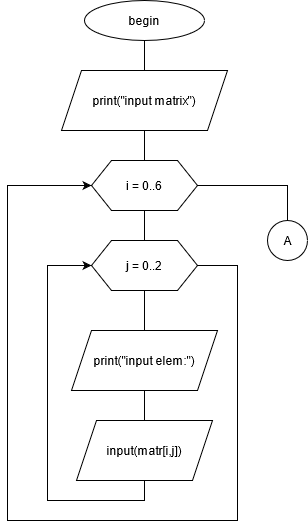 begin
print("input matrix")
i = 0..6
A
j = 0..2
print("input elem:")
input(matr[i,j])